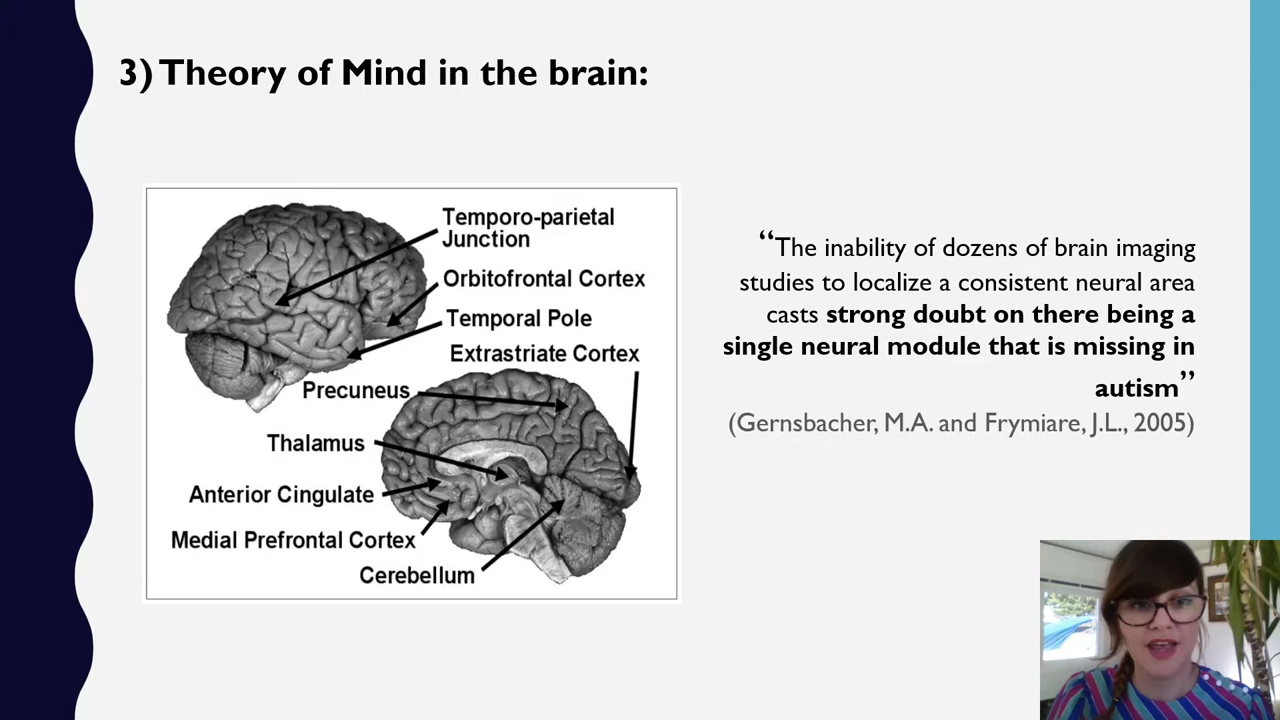 3) Theory of Mind in the brain:
Temporo-parietal
Junction
Orbitofrontal Cortex
Temporal Pole
Extrastriate Cortex
Precuneus
Thalamus
Anterior Cingulate
Medial Prefrontal Cortex
Cerebellum
“The inability of dozens of brain imaging
studies to localize a consistent neural area
casts strong doubt on there being a
single neural module that is missing in
autism”
(Gernsbacher, M.A. and Frymiare, J.L., 2005)